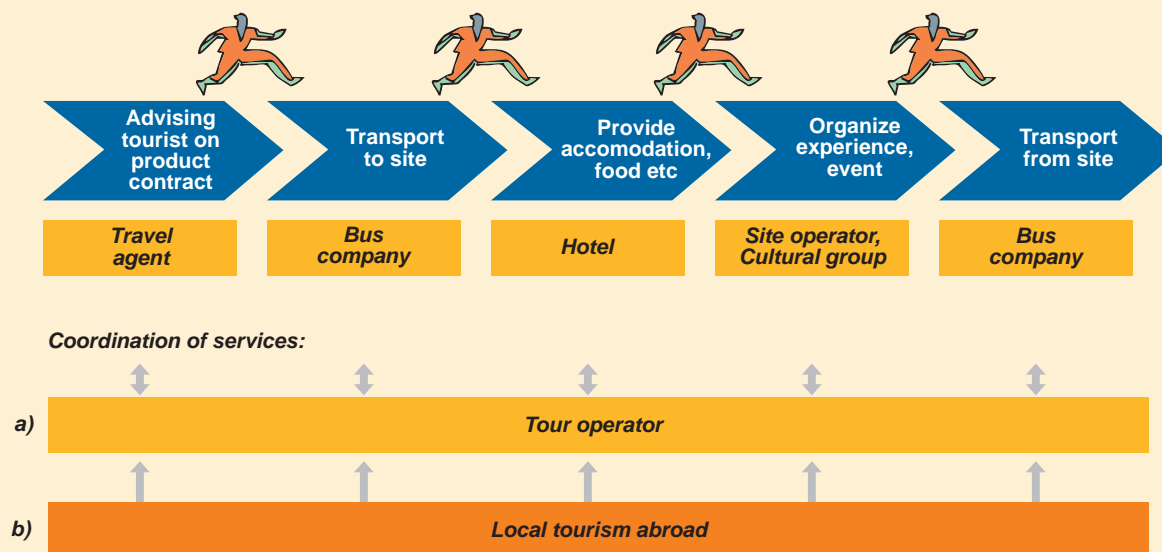 Advising
tourist on
product
contract
Transport
to site
Provide
accomodation,
food etc
Organize
experience,
event
Transport
from site
Travel
agent
Bus
company
Hotel
Site operator,
Cultural group
Bus
company
Coordination of services:
a)
Tour operator
b)
Local tourism abroad